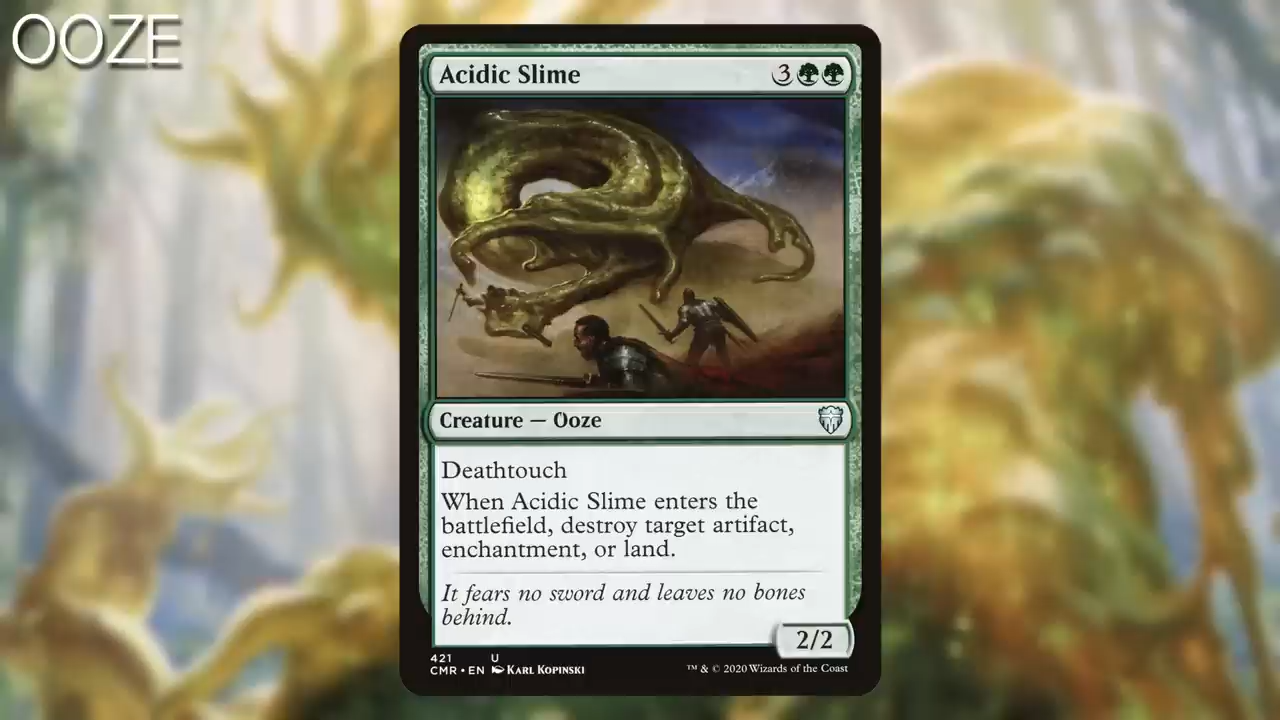 OOZE
Acidic Slime 3
Creature — Ooze
Deathtouch
When Acidic Slime enters the
battlefield, destroy target artifact,
enchantment, or land.
It fears no sword and leaves no bones
behind.
2/2
421 U
CMR • EN KARL KOPINSKI
™ & © 2020 Wizards of the Coast